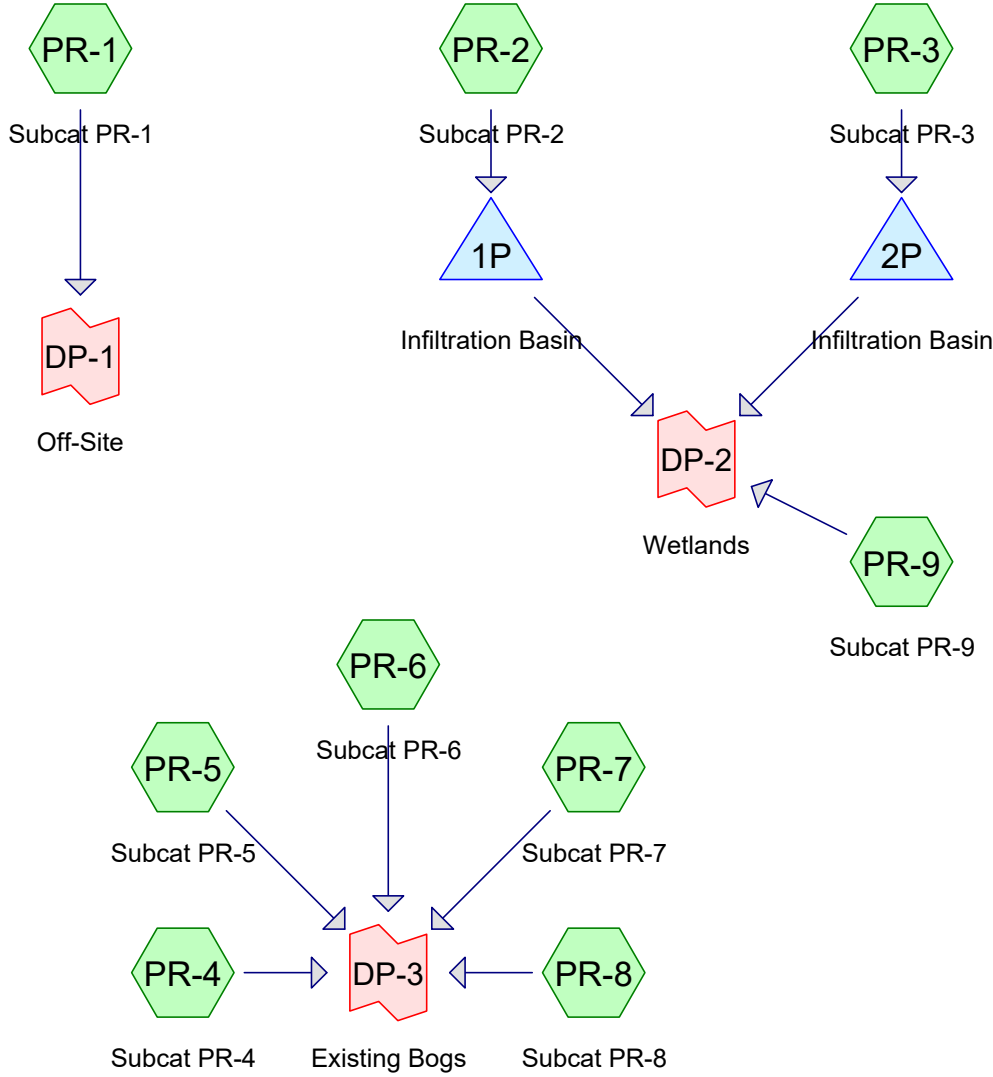 PR-1
PR-2
PR-3
Subcat PR-1
Subcat PR-2
Subcat PR-3
1P
2P
Infiltration Basin
Infiltration Basin
DP-1
Off-Site
DP-2
Wetlands
PR-9
Subcat PR-9
PR-6
Subcat PR-6
PR-5
PR-7
Subcat PR-5
Subcat PR-7
PR-4
DP-3
PR-8
Subcat PR-4
Existing Bogs
Subcat PR-8